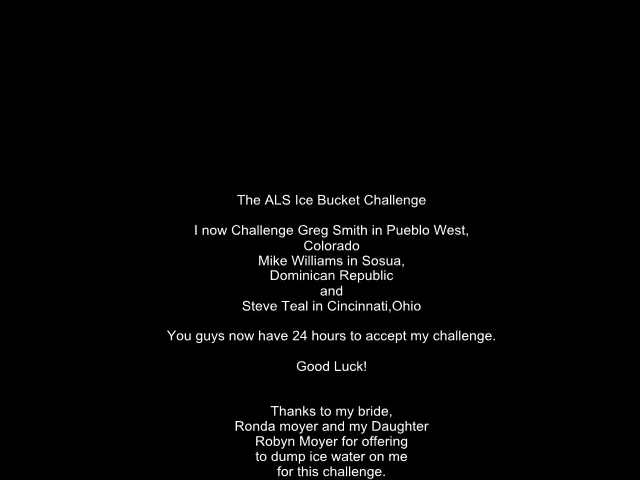 The ALS Ice Bucket Challenge
I now Challenge Greg Smith in Pueblo West,
Colorado
Mike Williams in Sosua,
Dominican Republic
and
Steve Teal in Cincinnati,Ohio
You guys now have 24 hours to accept my challenge.
Good Luck!
Thanks to my bride,
Ronda moyer and my Daughter
Robyn Moyer for offering
to dump ice water on me
for this challenge.